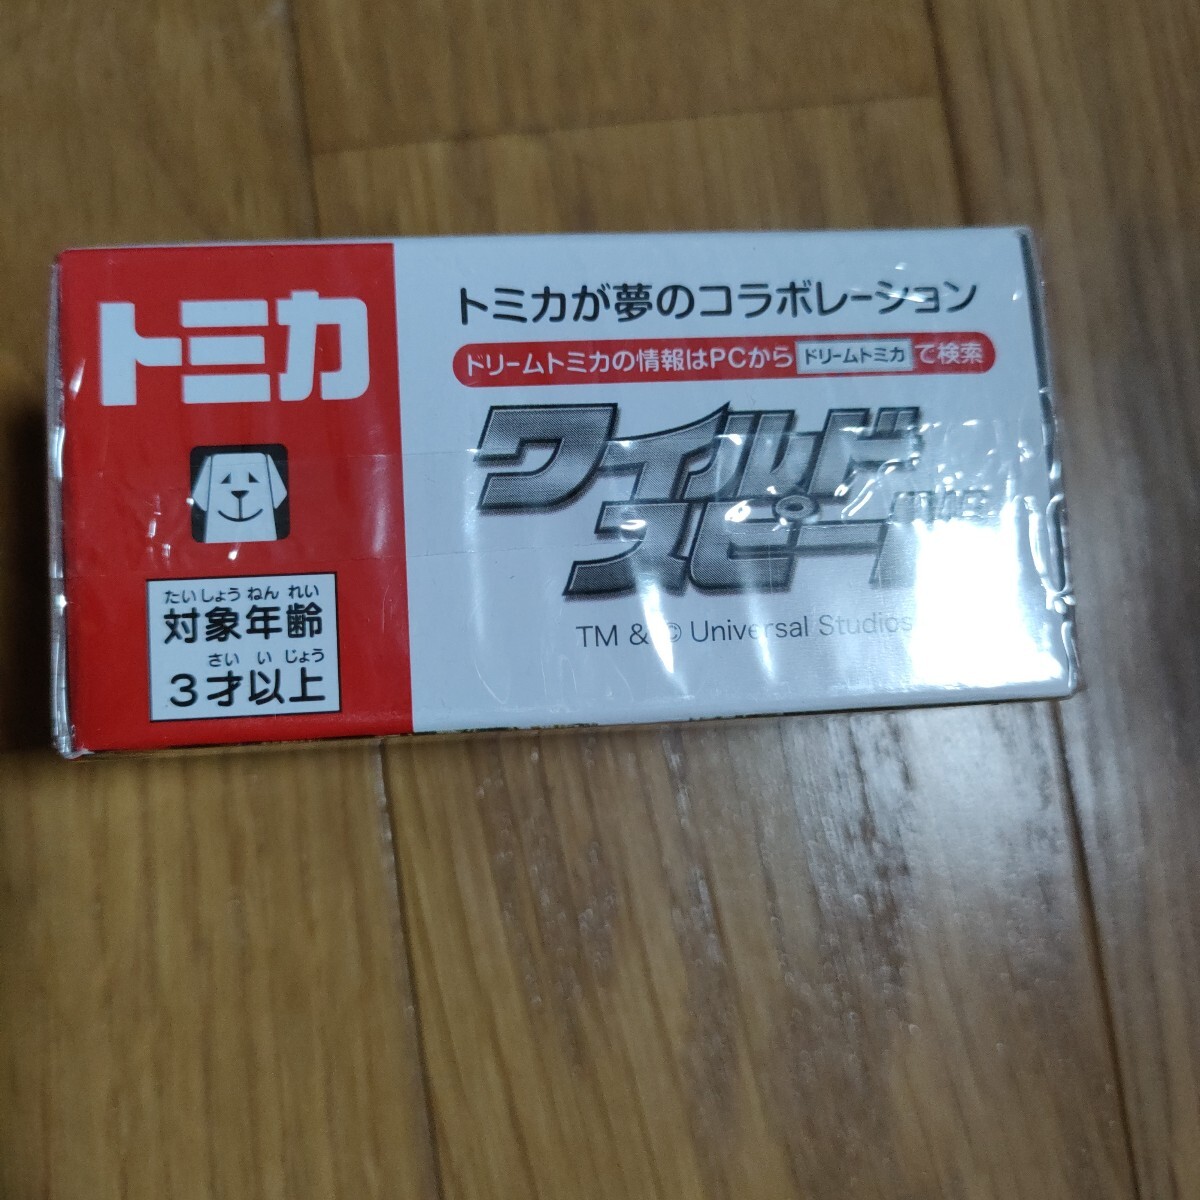 トミカ
たいしょうねんれい
対象年齢
さいいじょう
3才以上
トミカが夢のコラボレーション
ドリームトミカの情報はPCから ドリームトミカ で検索
ワイルド
スピード
TM & © Universal Studios